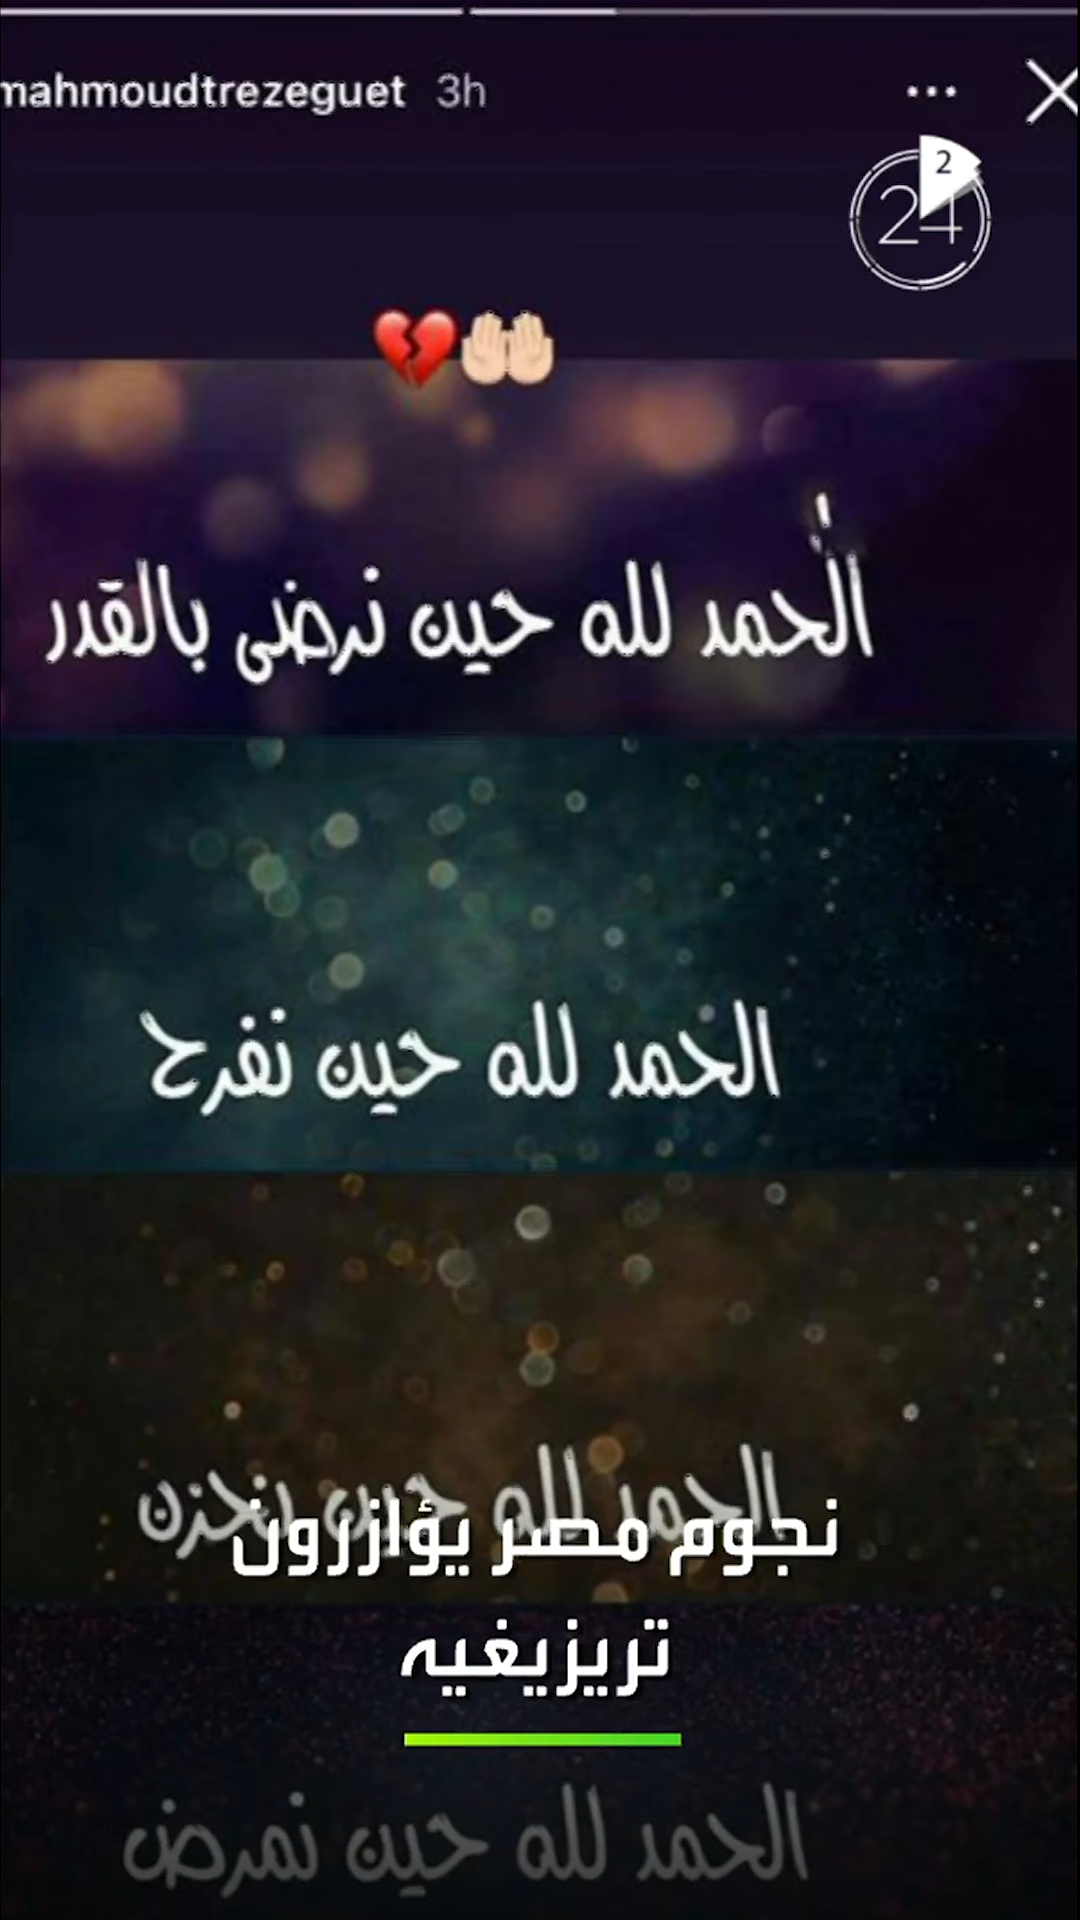 mahmoudtrezeguet 3h
2
24
الحمد لله حين نرضى بالقدر
الحمد لله حين نفرح
الحمد لله حين نحزن
نجوم مصر يؤازرون
تريزيغيه
الحمد لله حين نمرض